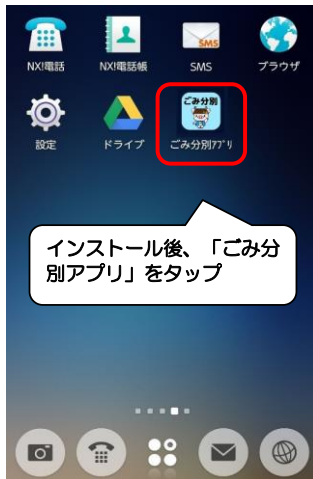 NX!電話
NX!電話帳
SMS
SMS
ブラウザ
ごみ分別
設定
ドライブ
ごみ分別ｱﾌﾟﾘ
インストール後、「ごみ分
別アプリ」をタップ